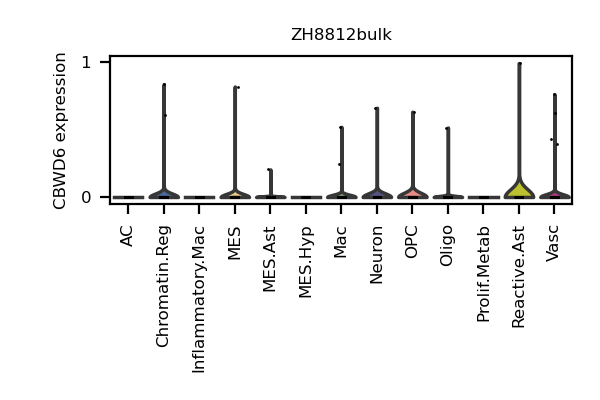 ZH8812bulk
CBWD6 expression
1
0
AC
Chromatin.Reg
Inflammatory.Mac
MES
MES.Ast
MES.Hyp
Mac
Neuron
OPC
Oligo
Prolif.Metab
Reactive.Ast
Vasc